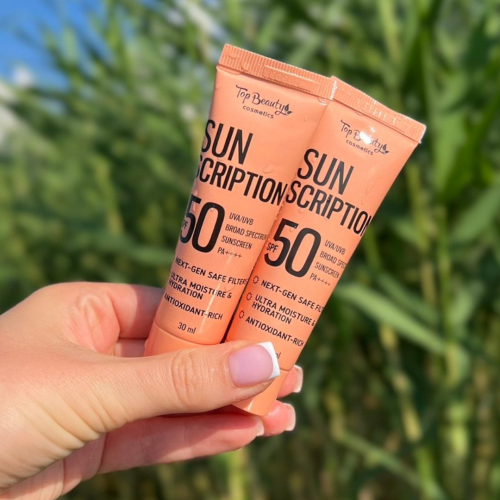 Top Beauty
cosmetics
SUN
SCRIPTION
50
UVA/UVB
BROAD SPECTRUM
SUNSCREEN
PA++++
NEXT-GEN SAFE FILTERS
ULTRA MOISTURE &
HYDRATION
ANTIOXIDANT-RICH
30 ml
Top Beauty
cosmetics
SUN
SCRIPTION
SPF 50
UVA/UVB
BROAD SPECTRUM
SUNSCREEN
PA++++
NEXT-GEN SAFE FILTERS
ULTRA MOISTURE &
HYDRATION
ANTIOXIDANT-RICH
ml